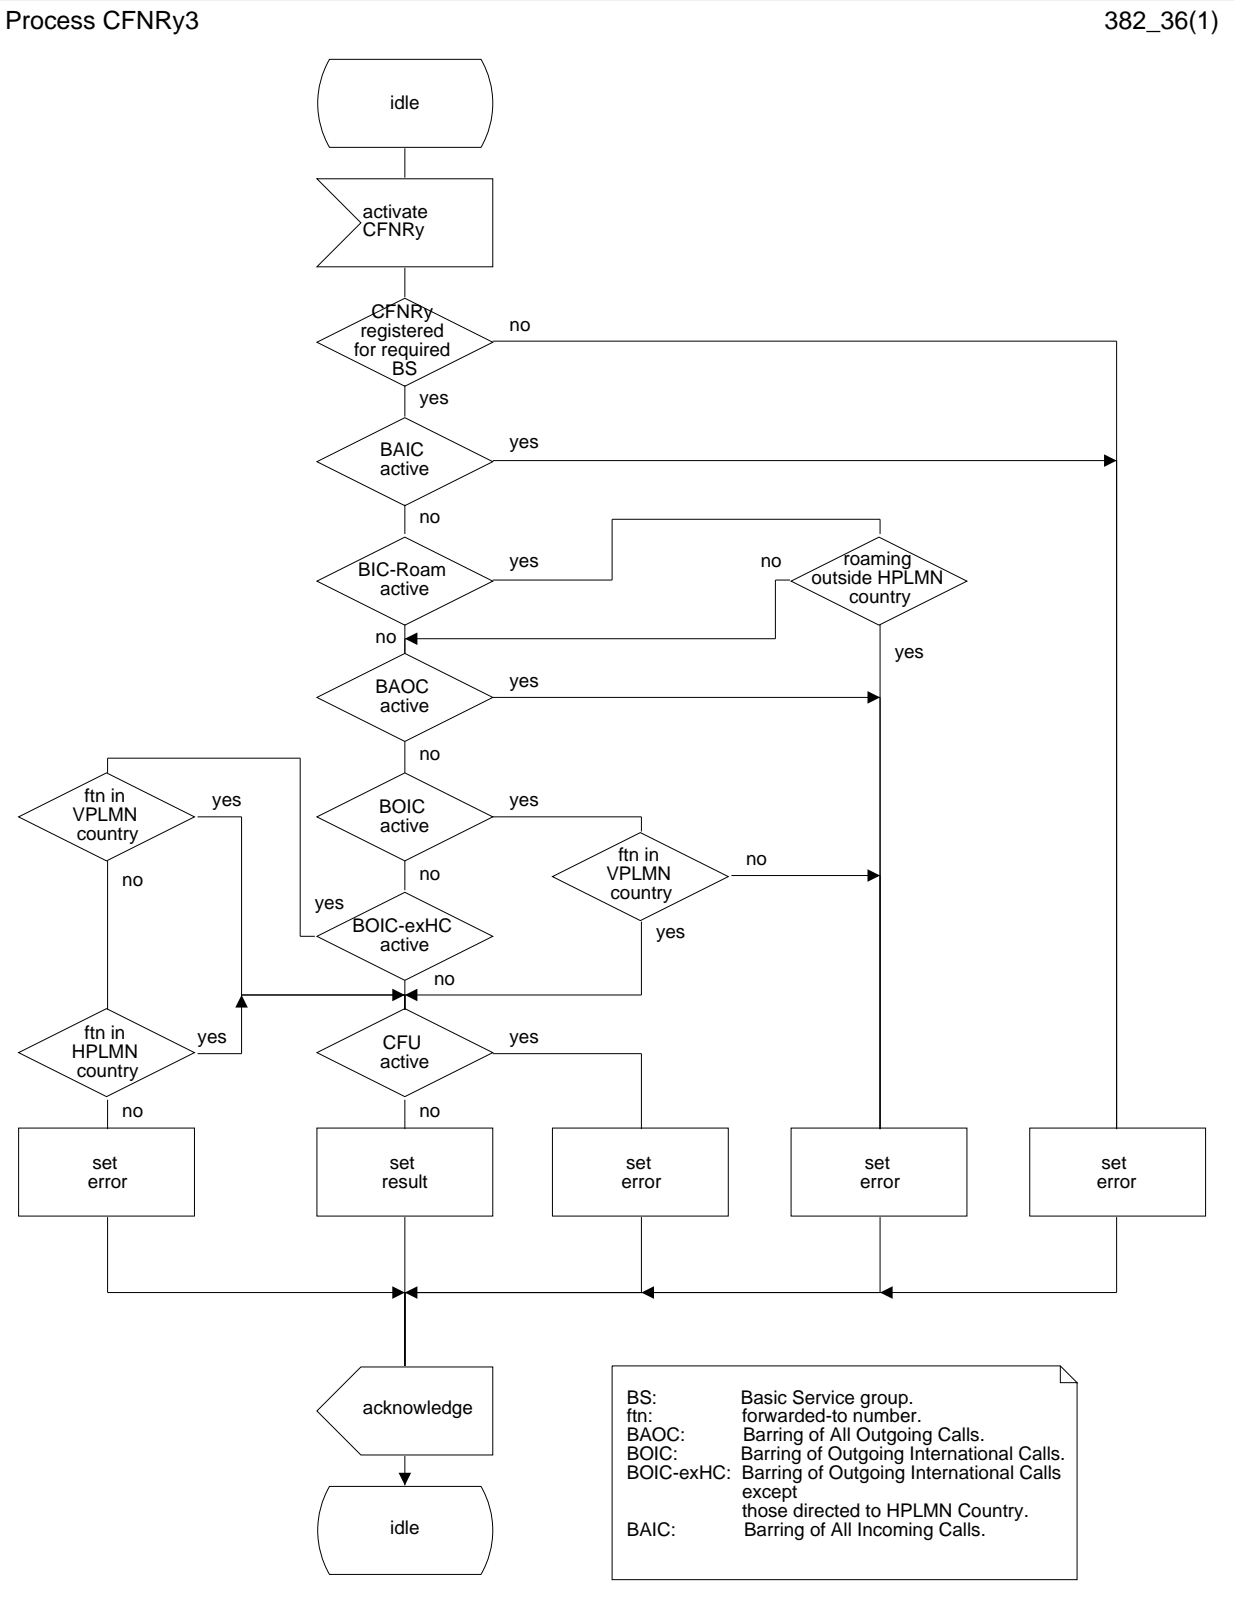 Process CFNRy3
382_36(1)
idle
activate
CFNRy
CFNRy
registered
for required
BS
no
yes
BAIC
active
yes
no
BIC-Roam
active
yes
no
roaming
outside HPLMN
country
no
yes
BAOC
active
yes
no
ftn in
VPLMN
country
yes
no
BOIC
active
yes
no
ftn in
VPLMN
country
no
yes
yes
BOIC-exHC
active
no
ftn in
HPLMN
country
yes
no
CFU
active
yes
no
set
error
set
result
set
error
set
error
set
error
acknowledge
idle
BS: Basic Service group.
ftn: forwarded-to number.
BAOC: Barring of All Outgoing Calls.
BOIC: Barring of Outgoing International Calls.
BOIC-exHC: Barring of Outgoing International Calls
except
those directed to HPLMN Country.
BAIC: Barring of All Incoming Calls.